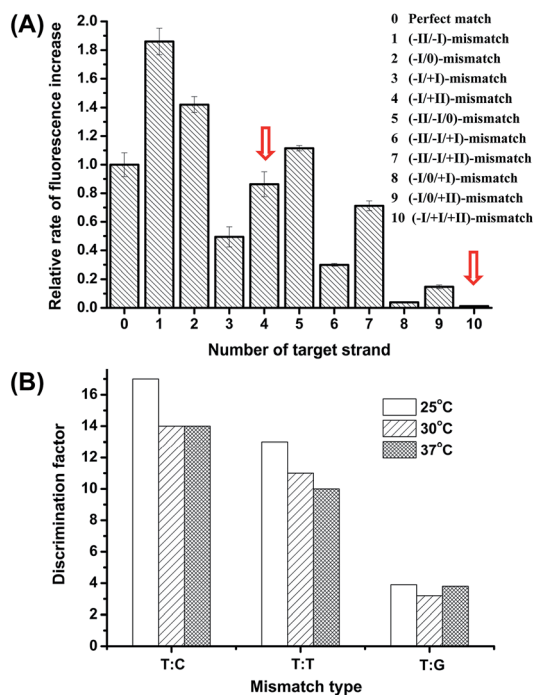 (A)
Relative rate of fluorescence increase
2.0
1.8
1.6
1.4
1.2
1.0
0.8
0.6
0.4
0.2
0.0
0 1 2 3 4 5 6 7 8 9 10
Number of target strand
0 Perfect match
1 (-II/-I)-mismatch
2 (-I/0)-mismatch
3 (-I/+I)-mismatch
4 (-I/+II)-mismatch
5 (-II/-I/0)-mismatch
6 (-II/-I/+I)-mismatch
7 (-II/-I/+II)-mismatch
8 (-I/0/+I)-mismatch
9 (-I/0/+II)-mismatch
10 (-I/+I/+II)-mismatch
(B)
Discrimination factor
16
14
12
10
8
6
4
2
0
25°C
30°C
37°C
T:C T:T T:G
Mismatch type